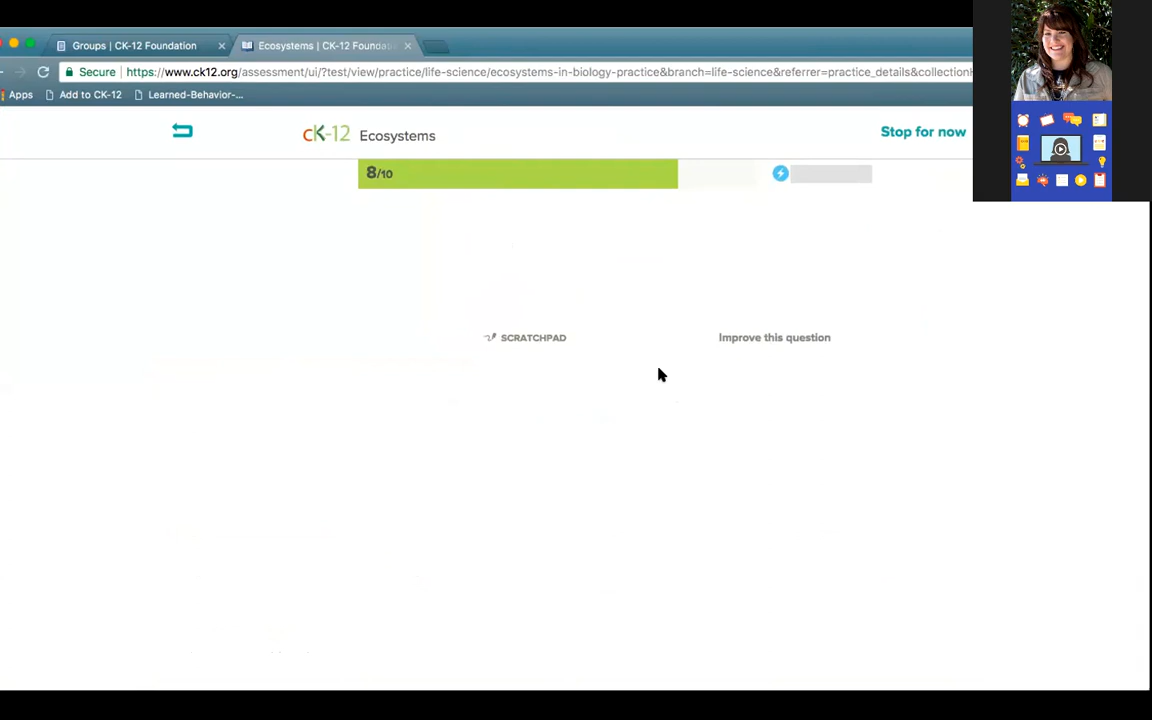 Groups | CK-12 Foundation
Ecosystems | CK-12 Founda
Secure
https://www.ck12.org/assessment/ui/?test/view/practice/life-science/ecosystems-in-biology-practice&branch=life-science&referrer=practice_details&collection
Apps
Add to CK-12
Learned-Behavior-...
cK-12 Ecosystems
Stop for now
8/10
SCRATCHPAD
Improve this question